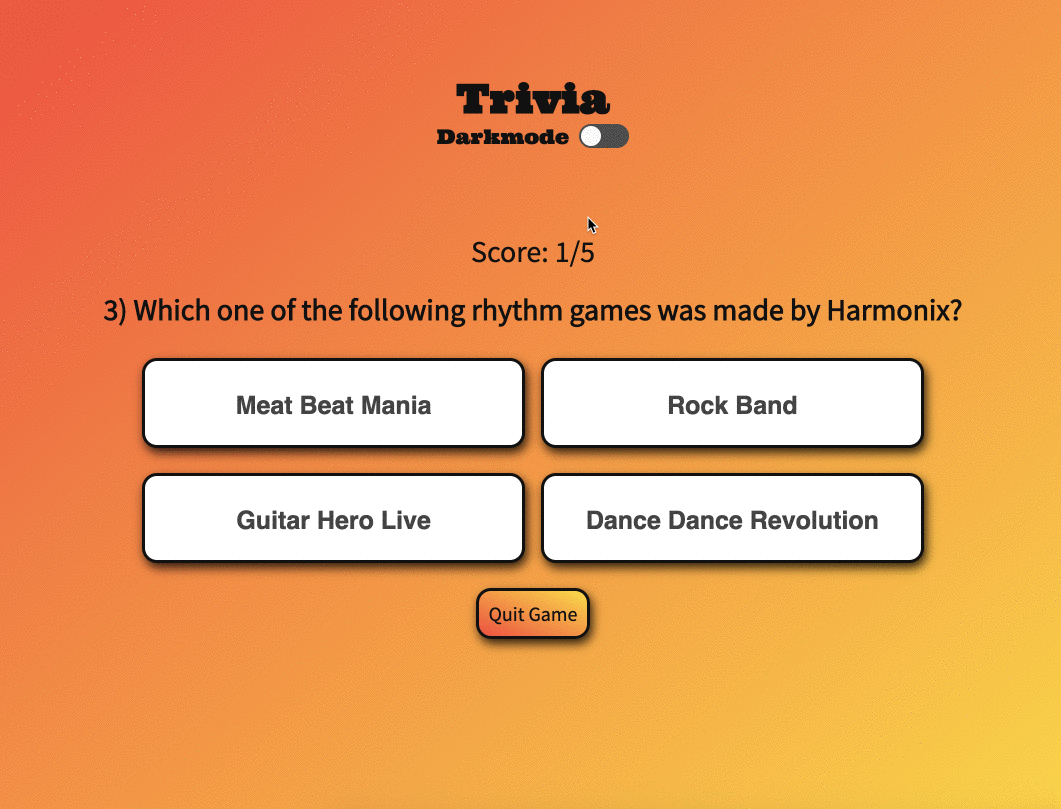 Trivia
Darkmode
Score: 1/5
3) Which one of the following rhythm games was made by Harmonix?
Meat Beat Mania
Rock Band
Guitar Hero Live
Dance Dance Revolution
Quit Game